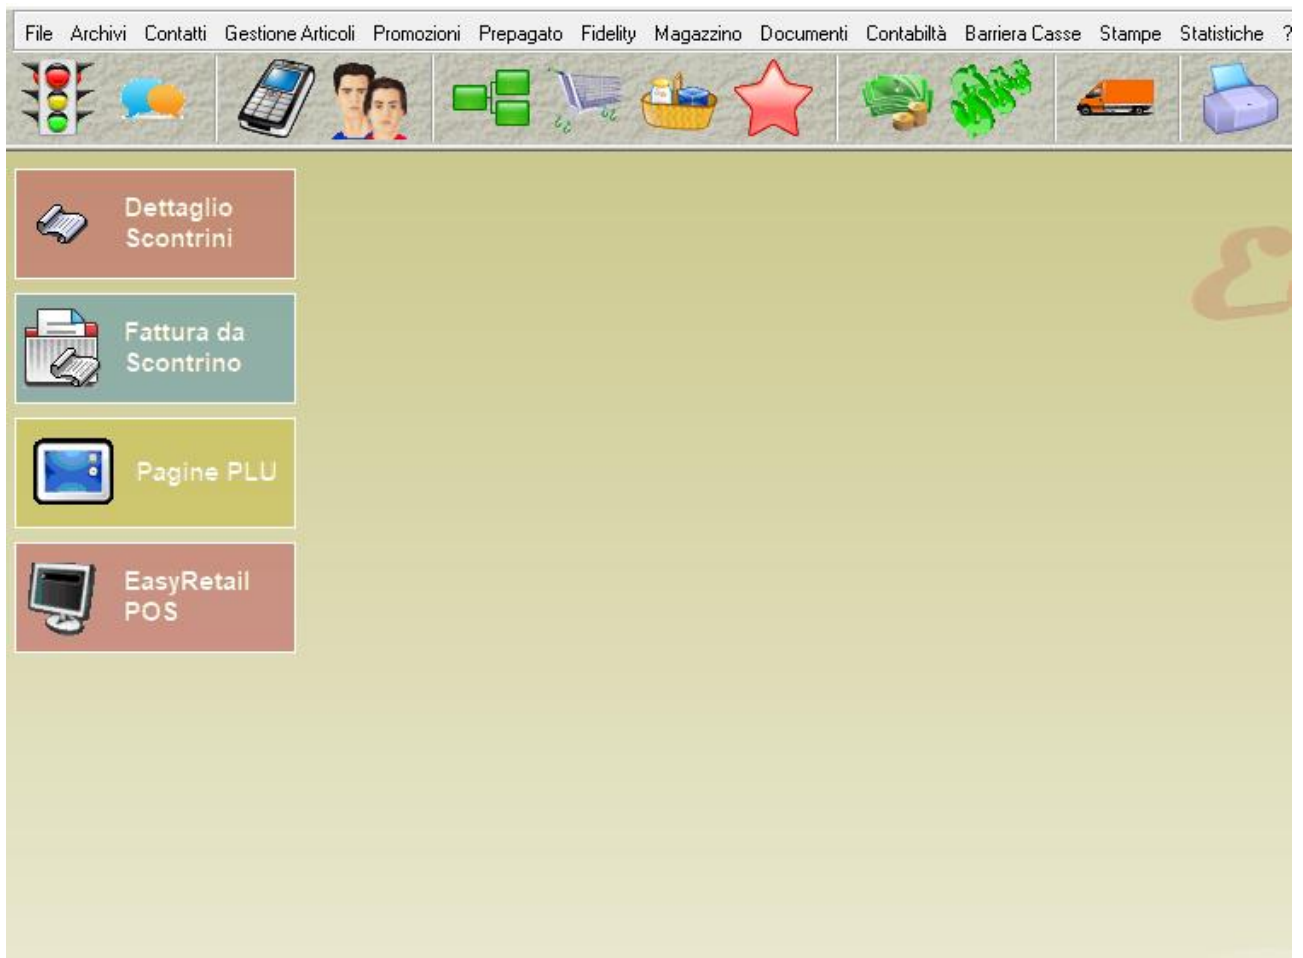 File Archivi Contatti Gestione Articoli Promozioni Prepagato Fidelity Magazzino Documenti Contabiltà Barriera Casse Stampe Statistiche ?
Dettaglio
Scontrini
Fattura da
Scontrino
Pagine PLU
EasyRetail
POS